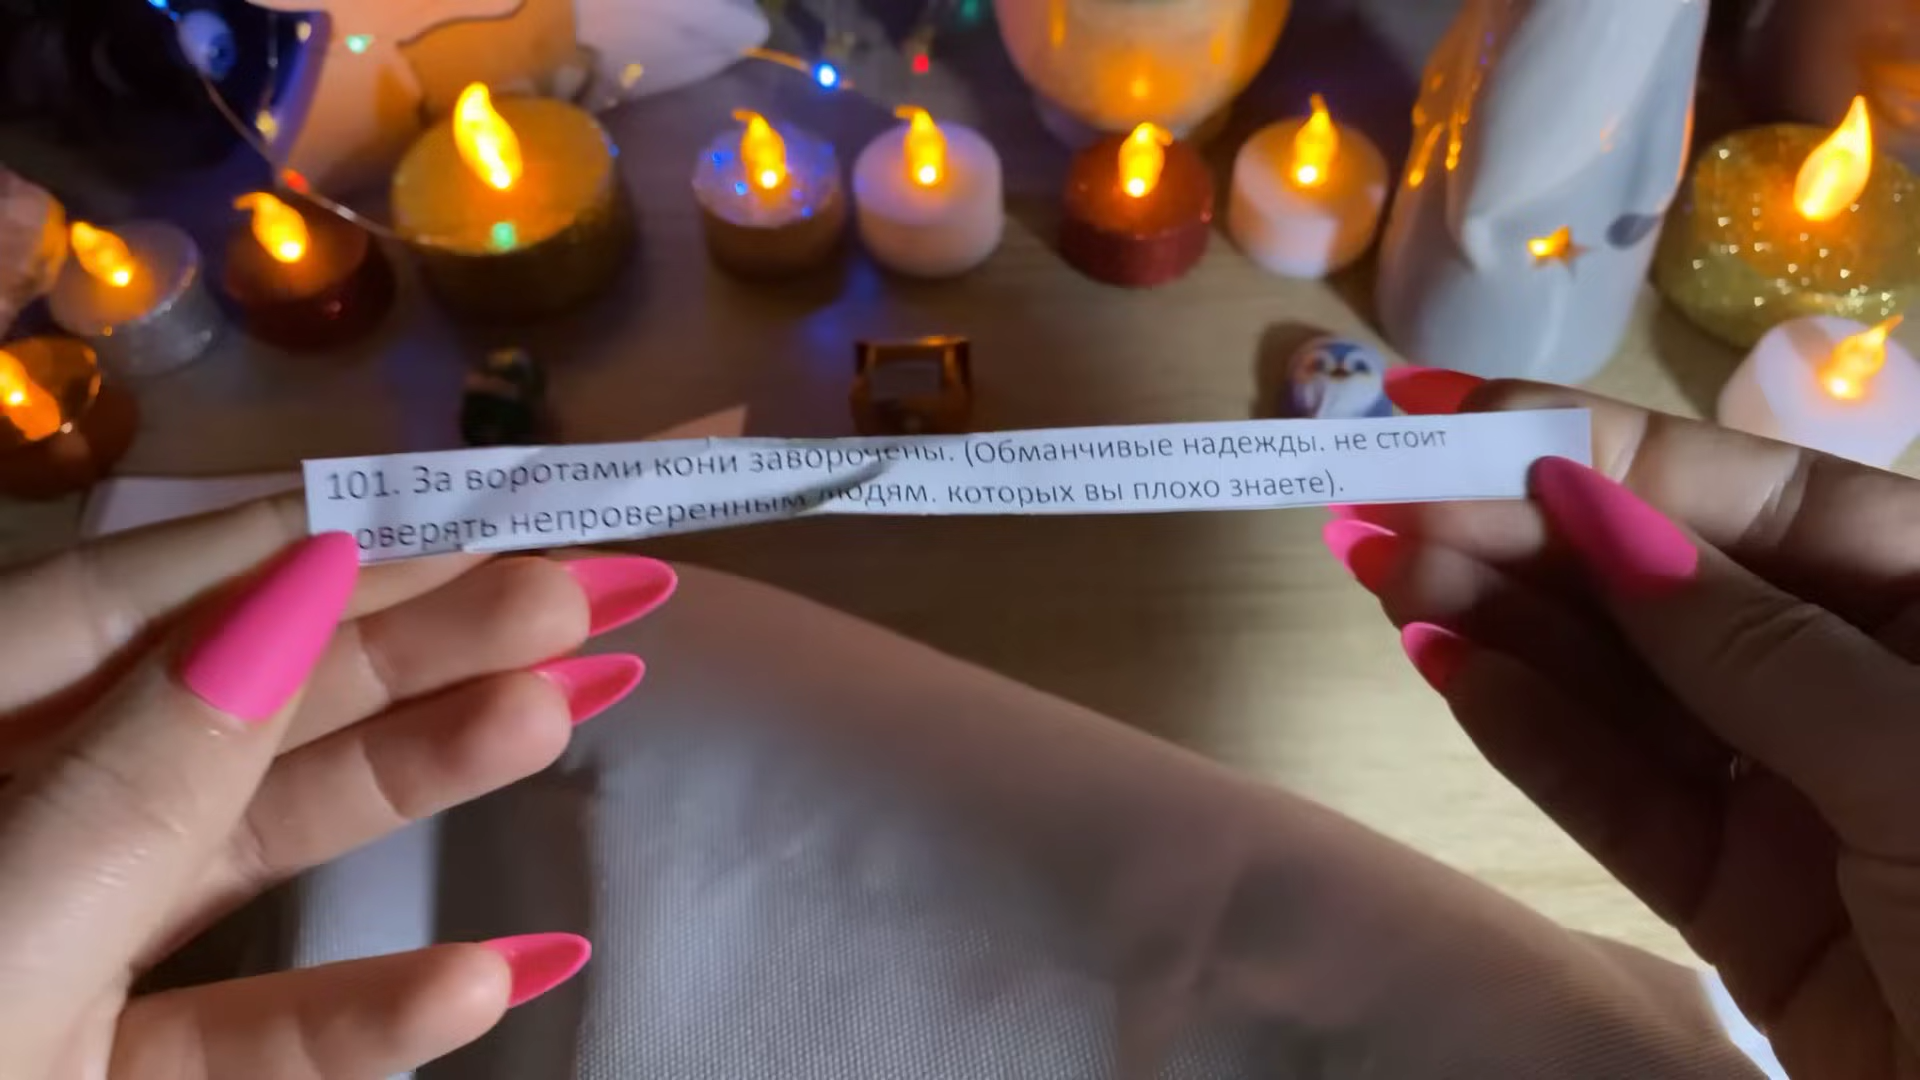 101. За воротами кони заворочены. (Обманчивые надежды. не стоит
оверять непроверенным людям. которых вы плохо знаете).